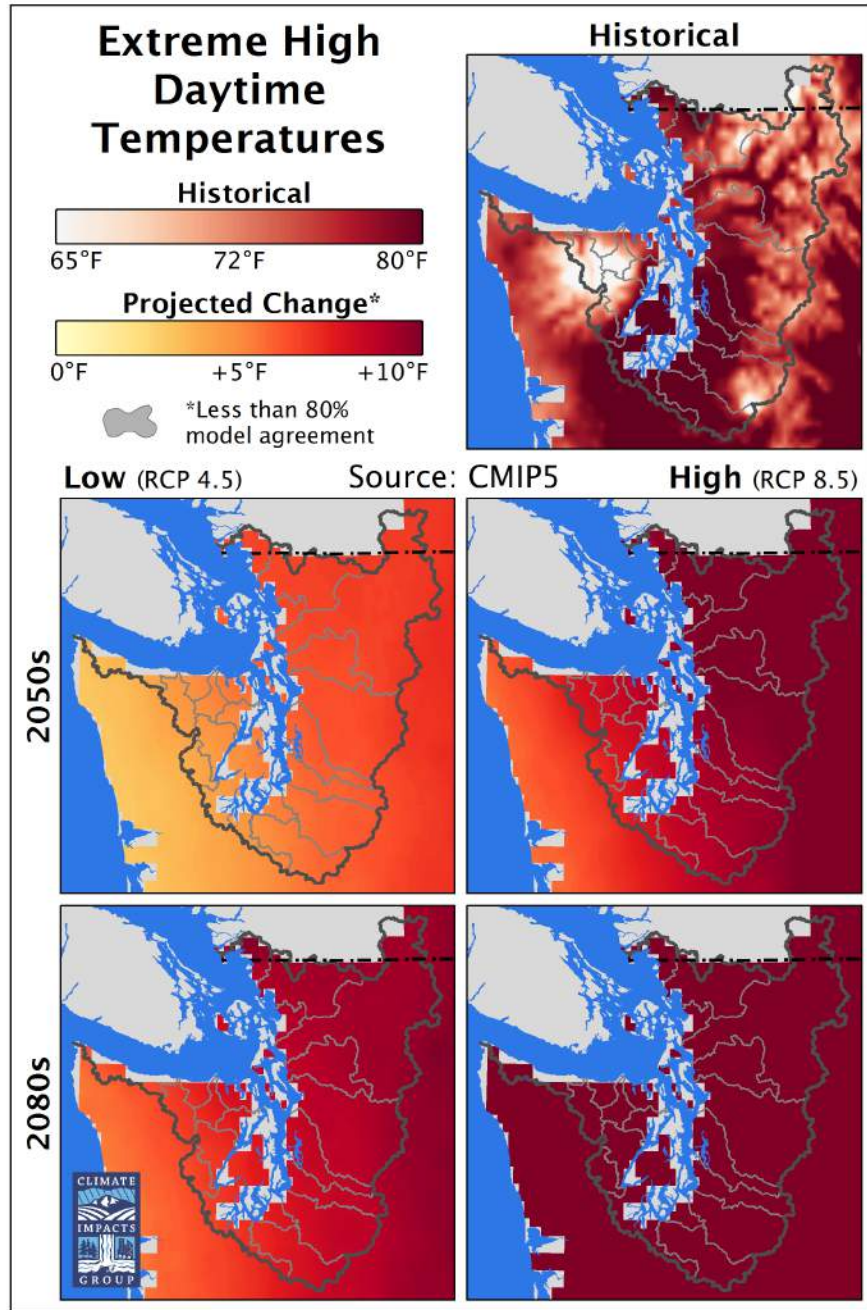 Extreme High
Daytime
Temperatures
Historical
Historical
65°F 72°F 80°F
Projected Change*
0°F +5°F +10°F
*Less than 80%
model agreement
Low (RCP 4.5) Source: CMIP5 High (RCP 8.5)
2050s
2080s
CLIMATE
IMPACTS
GROUP